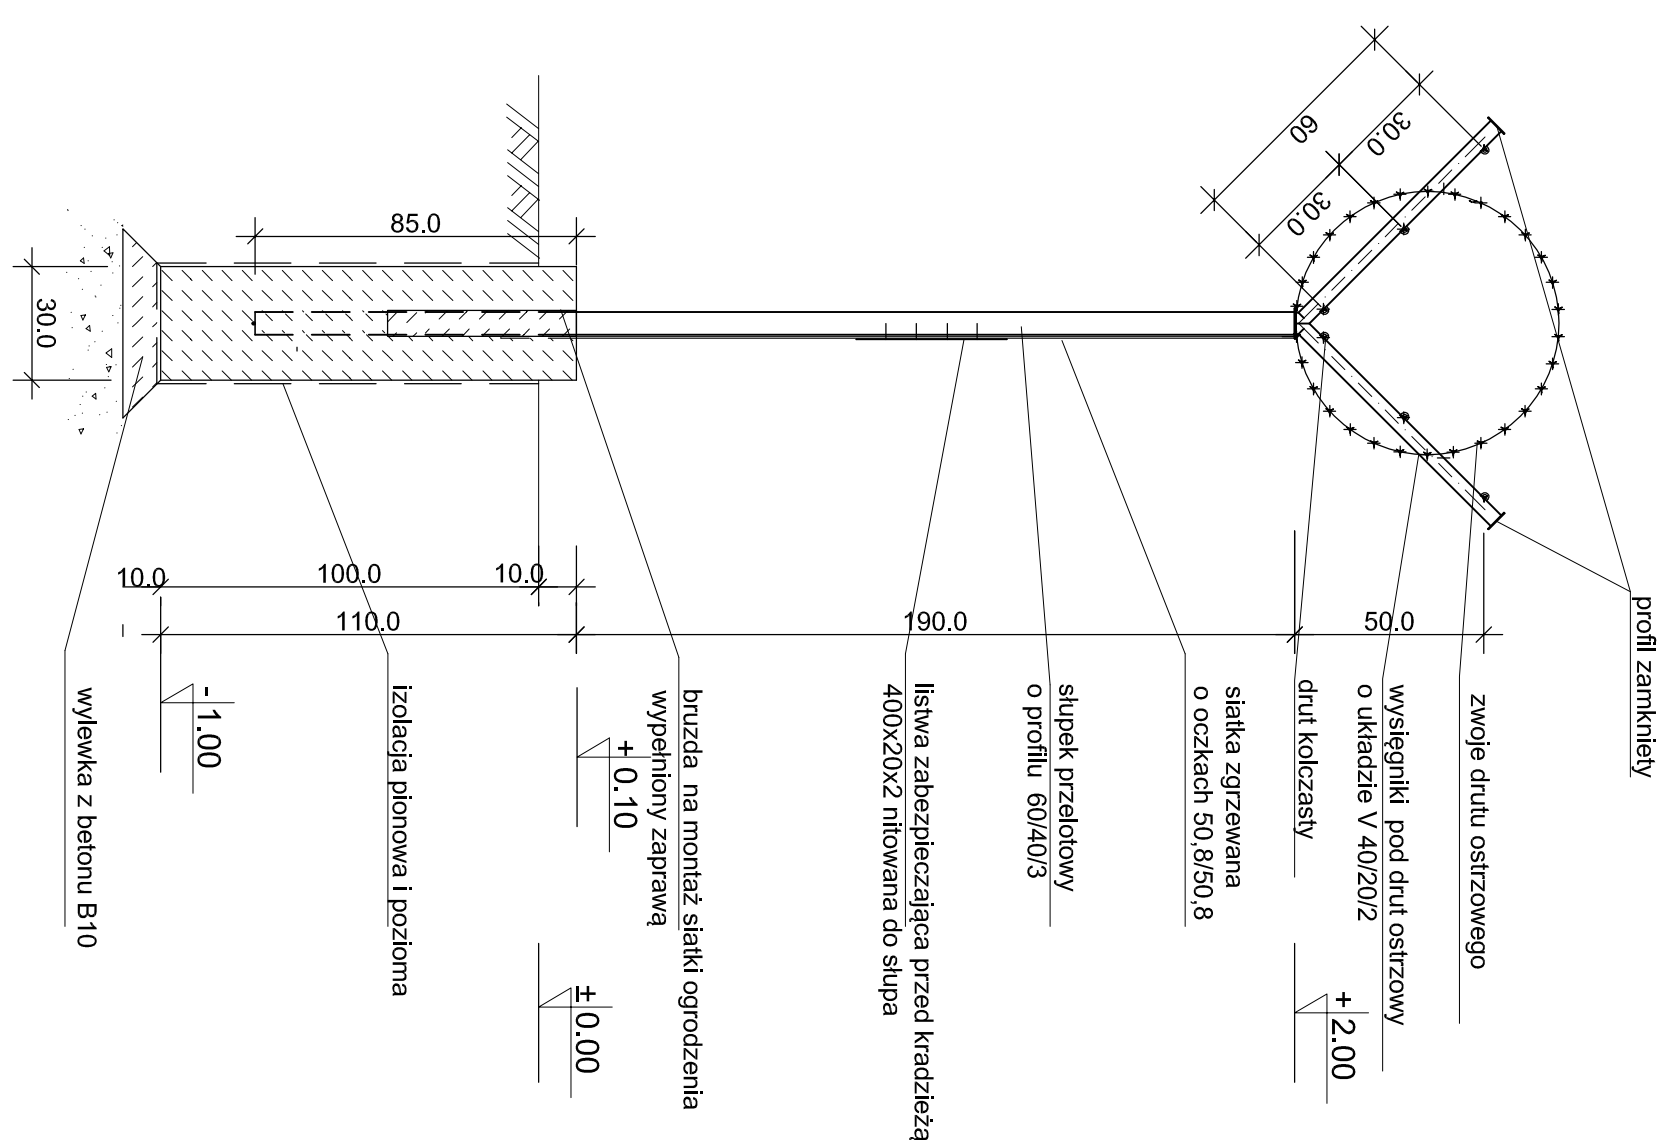 profil zamkniety
zwoje drutu ostrzowego
wysięgniki pod drut ostrzowy
o układzie V 40/20/2
drut kolczasty
siatka zgrzewana
o oczkach 50,8/50,8
słupek przelotowy
o profilu 60/40/3
listwa zabezpieczająca przed kradzieżą
400x20x2 nitowana do słupa
bruzda na montaż siatki ogrodzenia
wypełniony zaprawą
izolacja pionowa i pozioma
wylewka z betonu B10
60
30.0
30.0
85.0
30.0
10.0
100.0
10.0
110.0
190.0
50.0
-1.00
+0.10
±0.00
+2.00